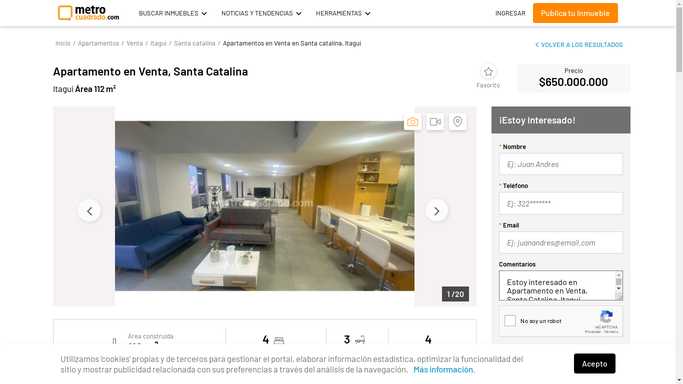 metro
cuadrado.com
BUSCAR INMUEBLES
NOTICIAS Y TENDENCIAS
HERRAMIENTAS
INGRESAR
Publica tu Inmueble
Inicio / Apartamentos / Venta / Itagui / Santa catalina / Apartamentos en Venta en Santa catalina, Itagui
VOLVER A LOS RESULTADOS
Apartamento en Venta, Santa Catalina
Itagui Área 112 m²
Favorito
Precio
$650.000.000
1 / 20
¡Estoy Interesado!
* Nombre
Ej: Juan Andres
* Teléfono
Ej: 322*******
* Email
Ej: juanandres@email.com
Comentarios
Estoy interesado en
Apartamento en Venta,
Santa Catalina, Itagui
No soy un robot
reCAPTCHA
Privacidad - Términos
Área construida
4
3
4
Utilizamos 'cookies' propias y de terceros para gestionar el portal, elaborar información estadística, optimizar la funcionalidad del
sitio y mostrar publicidad relacionada con sus preferencias a través del análisis de la navegación. Más información.
Acepto